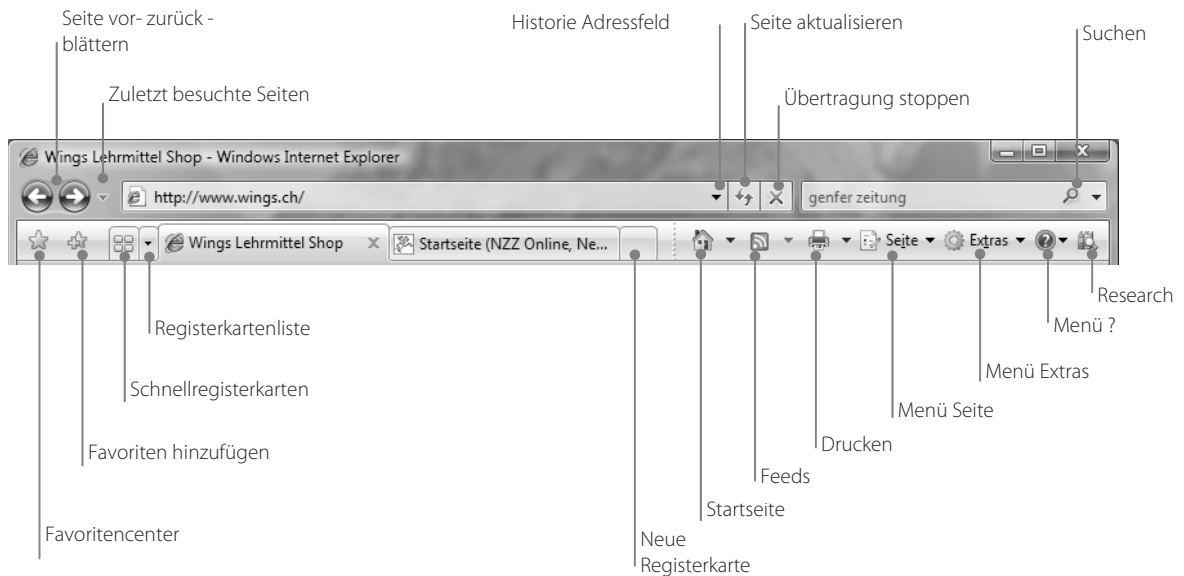 Seite vor- zurück -
blättern
Historie Adressfeld
Seite aktualisieren
Suchen
Zuletzt besuchte Seiten
Übertragung stoppen
Wings Lehrmittel Shop - Windows Internet Explorer
http://www.wings.ch/
genfer zeitung
Wings Lehrmittel Shop
Startseite (NZZ Online, Ne...
Seite
Extras
Research
Registerkartenliste
Menü ?
Menü Extras
Schnellregisterkarten
Menü Seite
Drucken
Favoriten hinzufügen
Feeds
Startseite
Favoritencenter
Neue
Registerkarte